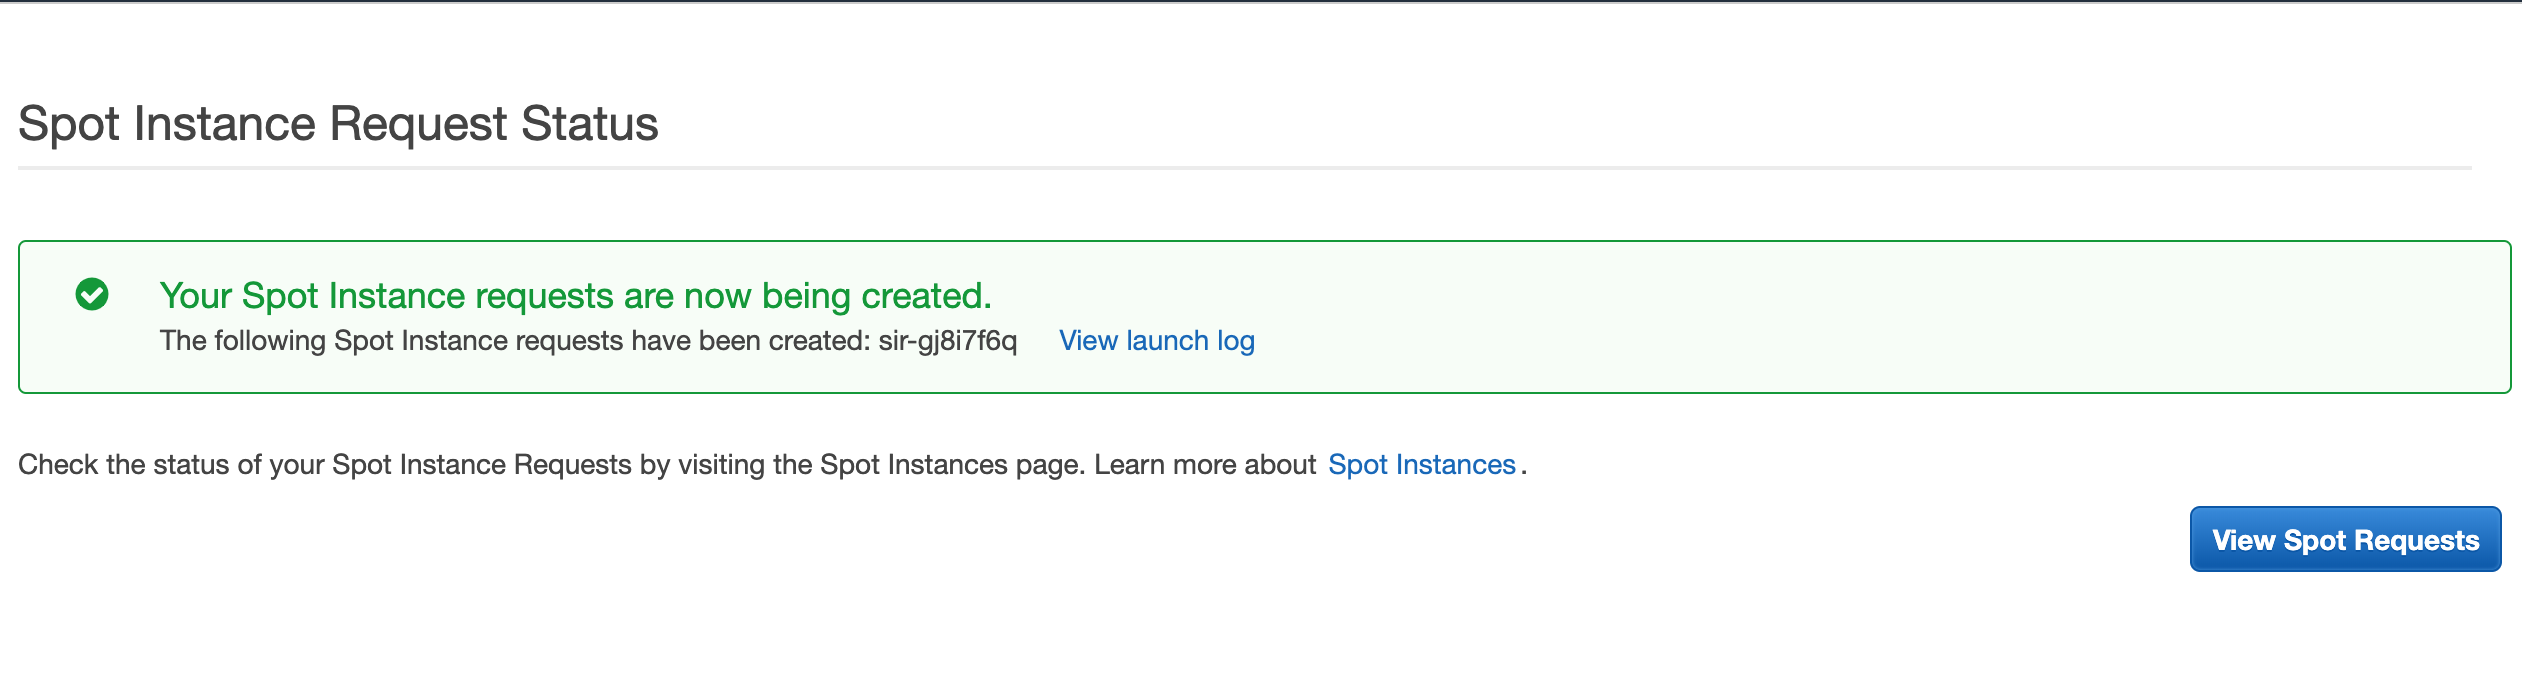 Spot Instance Request Status
Your Spot Instance requests are now being created.
The following Spot Instance requests have been created: sir-gj8i7f6q View launch log
Check the status of your Spot Instance Requests by visiting the Spot Instances page. Learn more about Spot Instances.
View Spot Requests